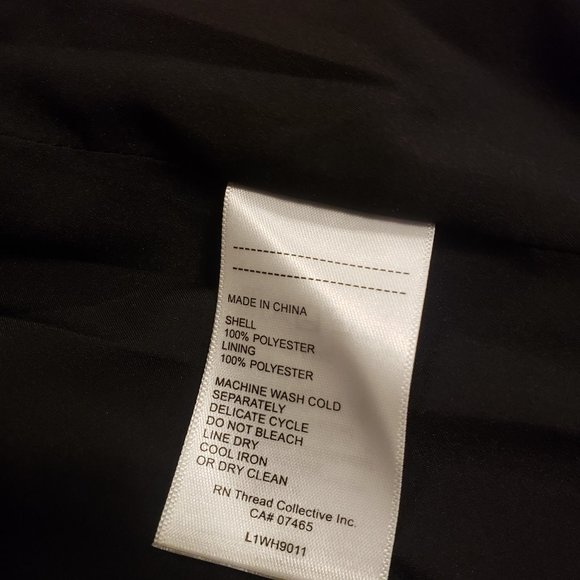 MADE IN CHINA
SHELL
100% POLYESTER
LINING
100% POLYESTER
MACHINE WASH COLD
SEPARATELY
DELICATE CYCLE
DO NOT BLEACH
LINE DRY
COOL IRON
OR DRY CLEAN
RN Thread Collective Inc.
CA# 07465
L1WH9011